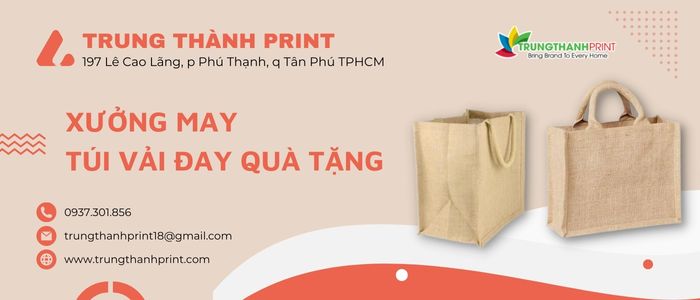 TRUNG THÀNH PRINT
197 Lê Cao Lãng, p Phú Thạnh, q Tân Phú TPHCM
TRUNGTHANHPRINT
Bring Brand To Every Home
XƯỞNG MAY
TÚI VẢI ĐAY QUÀ TẶNG
0937.301.856
trungthanhprint18@gmail.com
www.trungthanhprint.com